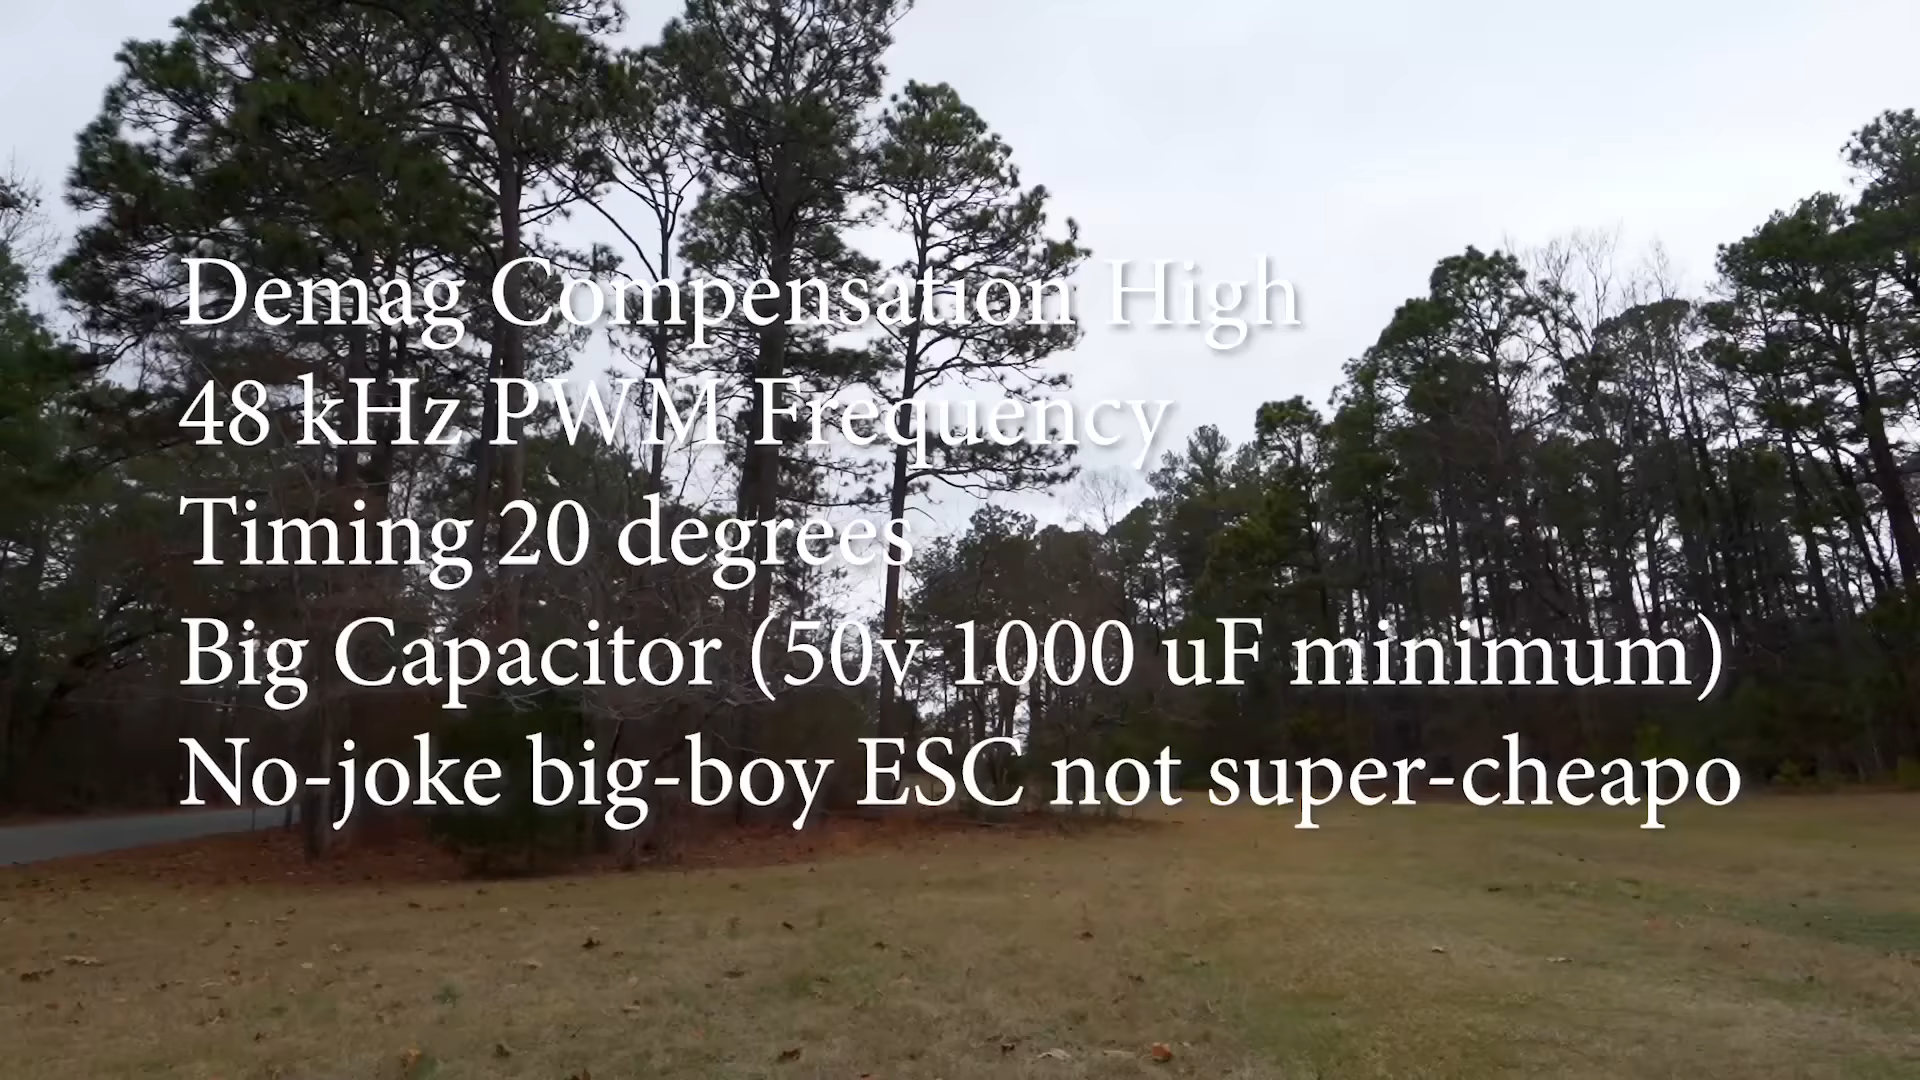 Demag Compensation High
48 kHz PWM Frequency
Timing 20 degrees
Big Capacitor (50v 1000 uF minimum)
No-joke big-boy ESC not super-cheapo